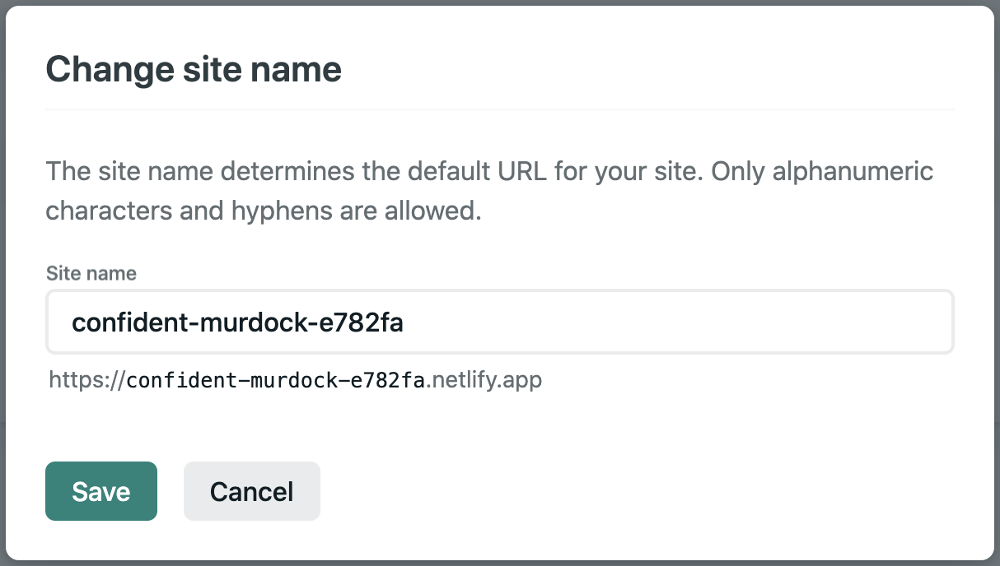 Change site name
The site name determines the default URL for your site. Only alphanumeric
characters and hyphens are allowed.
Site name
confident-murdock-e782fa
https://confident-murdock-e782fa.netlify.app
Save Cancel